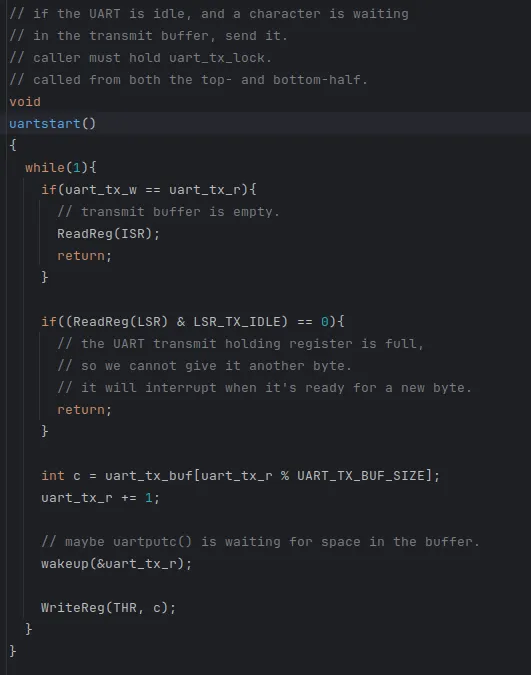 // if the UART is idle, and a character is waiting
// in the transmit buffer, send it.
// caller must hold uart_tx_lock.
// called from both the top- and bottom-half.
void
uartstart()
{
  while(1){
    if(uart_tx_w == uart_tx_r){
      // transmit buffer is empty.
      ReadReg(ISR);
      return;
    }

    if((ReadReg(LSR) & LSR_TX_IDLE) == 0){
      // the UART transmit holding register is full,
      // so we cannot give it another byte.
      // it will interrupt when it's ready for a new byte.
      return;
    }

    int c = uart_tx_buf[uart_tx_r % UART_TX_BUF_SIZE];
    uart_tx_r += 1;

    // maybe uartputc() is waiting for space in the buffer.
    wakeup(&uart_tx_r);

    WriteReg(THR, c);
  }
}